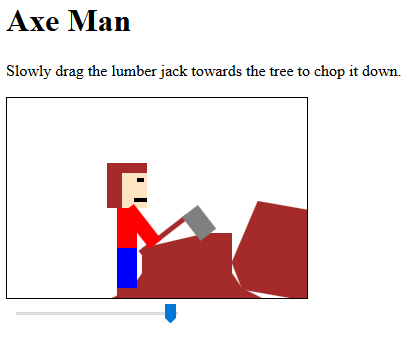 Axe Man
Slowly drag the lumber jack towards the tree to chop it down.